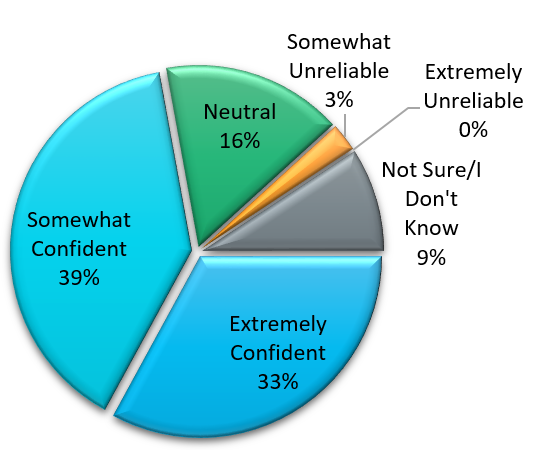 Somewhat
Unreliable
3%
Extremely
Unreliable
0%
Neutral
16%
Not Sure/I
Don't
Know
9%
Somewhat
Confident
39%
Extremely
Confident
33%